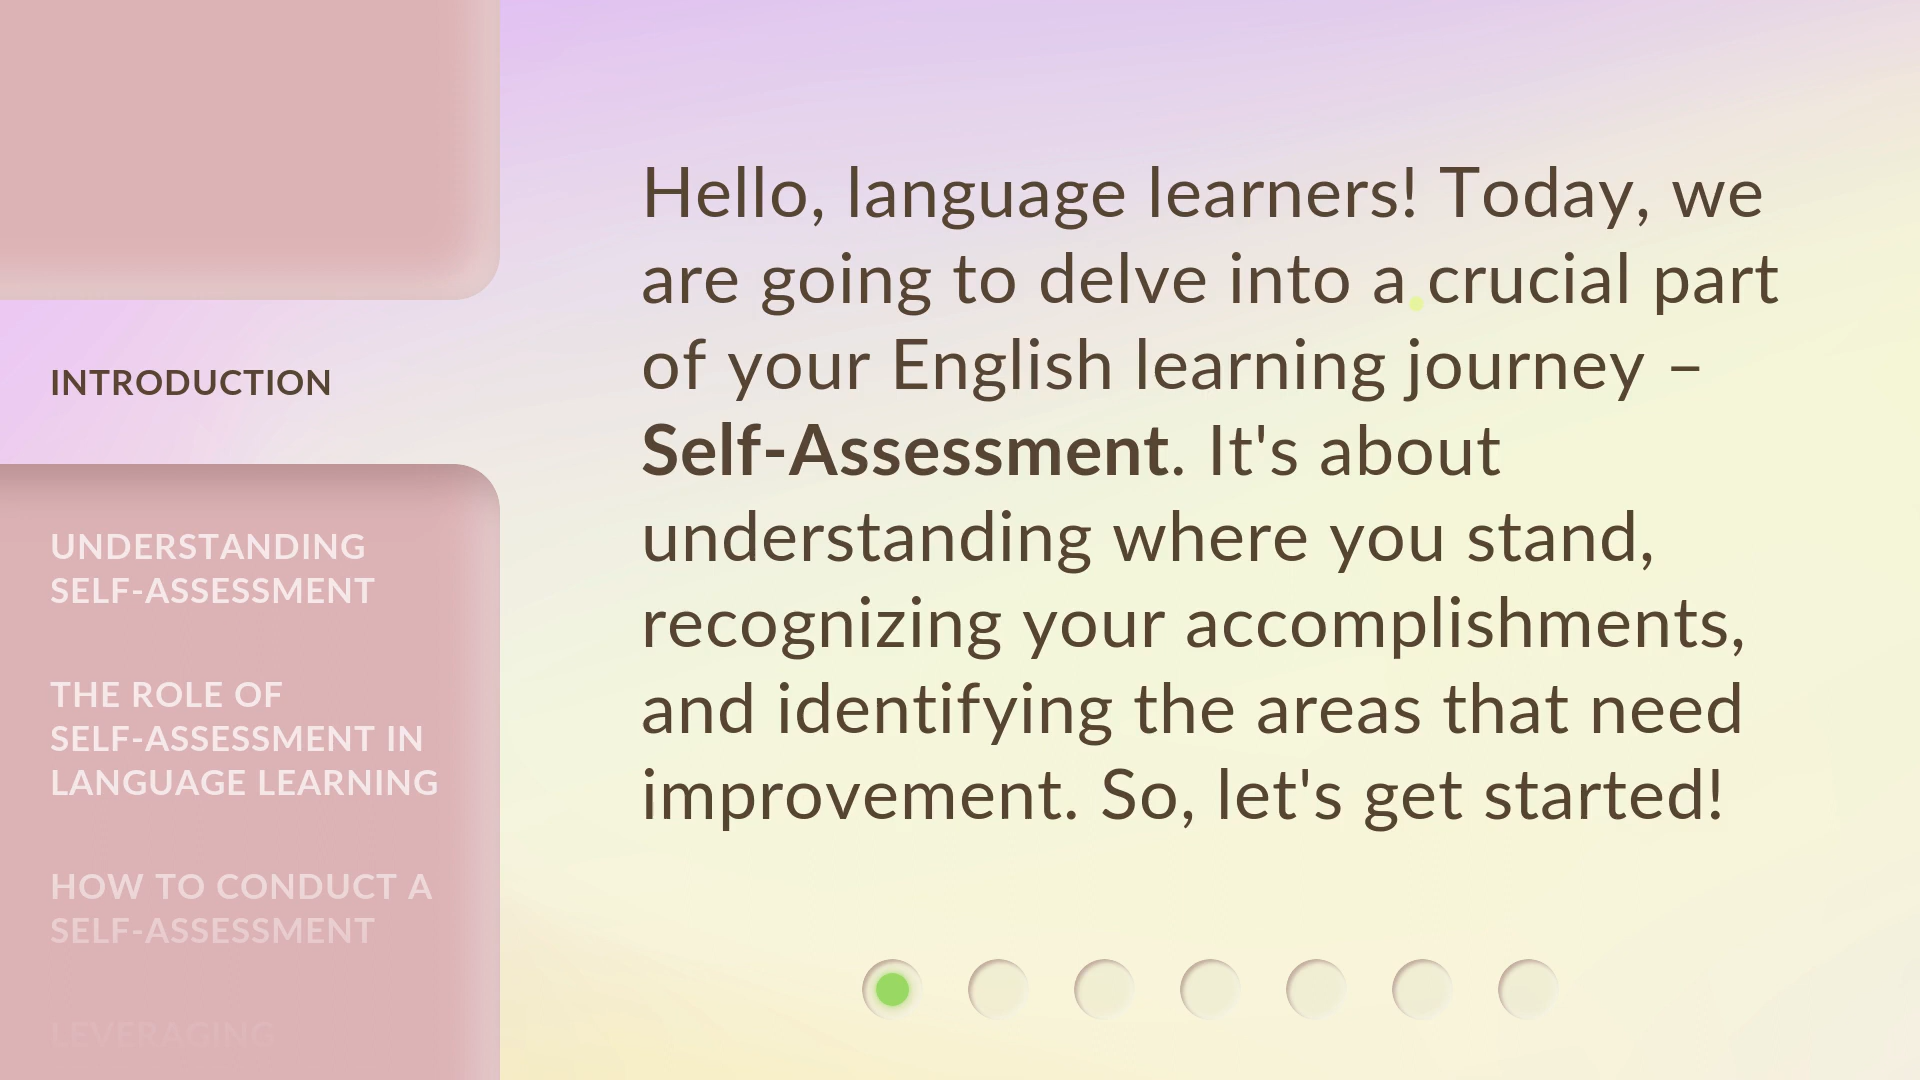 INTRODUCTION
UNDERSTANDING
SELF-ASSESSMENT
THE ROLE OF
SELF-ASSESSMENT IN
LANGUAGE LEARNING
HOW TO CONDUCT A
SELF-ASSESSMENT
LEVERAGING
Hello, language learners! Today, we
are going to delve into a crucial part
of your English learning journey –
Self-Assessment. It's about
understanding where you stand,
recognizing your accomplishments,
and identifying the areas that need
improvement. So, let's get started!